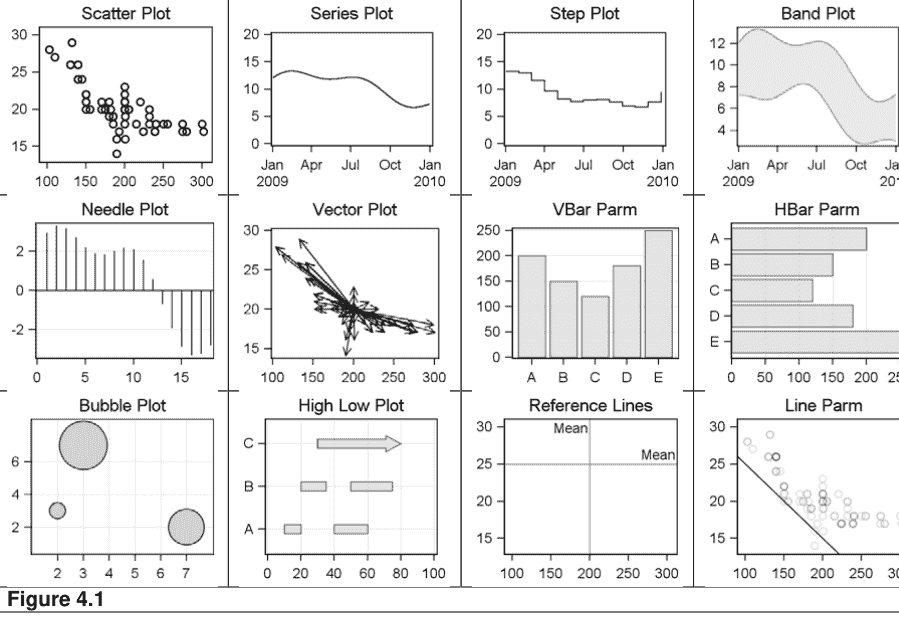 Scatter Plot
30
25
20
15
100 150 200 250 300
Series Plot
20
15
10
5
0
Jan Apr Jul Oct Jan
2009 2010
Step Plot
20
15
10
5
0
Jan Apr Jul Oct Jan
2009 2010
Band Plot
12
10
8
6
4
Jan Apr Jul Oct Ja
2009 201
Needle Plot
2
0
-2
0 5 10 15
Vector Plot
30
25
20
15
100 150 200 250 300
VBar Parm
250
200
150
100
50
0
A B C D E
HBar Parm
A
B
C
D
E
0 50 100 150 200 250
Bubble Plot
6
4
2
2 3 4 5 6 7
High Low Plot
C
B
A
0 20 40 60 80 100
Reference Lines
Mean
Mean
30
25
20
15
100 150 200 250 300
Line Parm
30
25
20
15
100 150 200 250 300
Figure 4.1